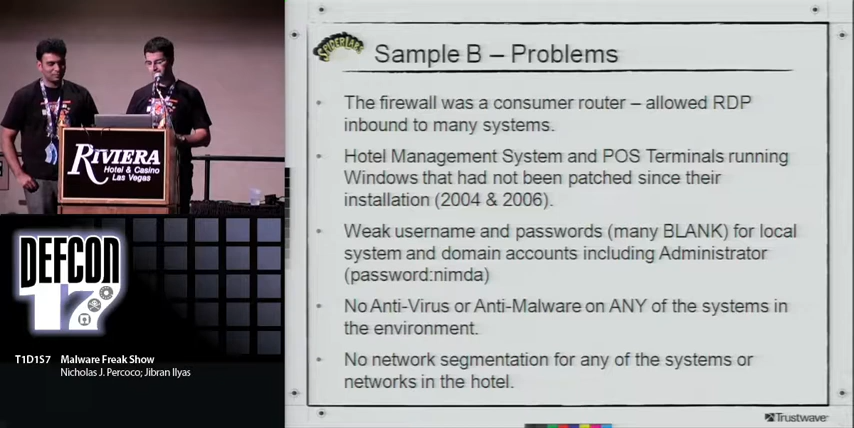 SPIDERLABS
Sample B – Problems
• The firewall was a consumer router – allowed RDP
inbound to many systems.
• Hotel Management System and POS Terminals running
Windows that had not been patched since their
installation (2004 & 2006).
• Weak username and passwords (many BLANK) for local
system and domain accounts including Administrator
(password:nimda)
• No Anti-Virus or Anti-Malware on ANY of the systems in
the environment.
• No network segmentation for any of the systems or
networks in the hotel.
Trustwave
RIVIERA
Hotel & Casino
Las Vegas
DEFCON
17
T1D1S7 Malware Freak Show
Nicholas J. Percoco; Jibran Ilyas